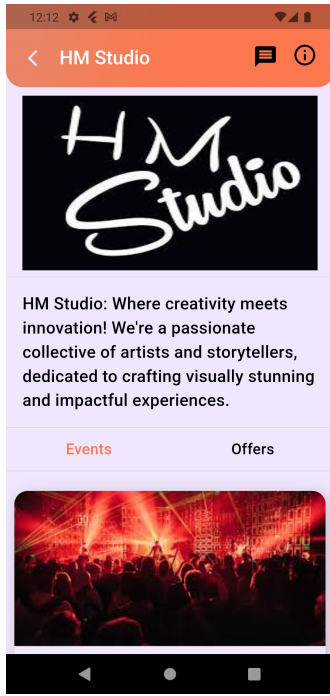 12:12
HM Studio
HM
Studio
HM Studio: Where creativity meets
innovation! We're a passionate
collective of artists and storytellers,
dedicated to crafting visually stunning
and impactful experiences.
Events Offers